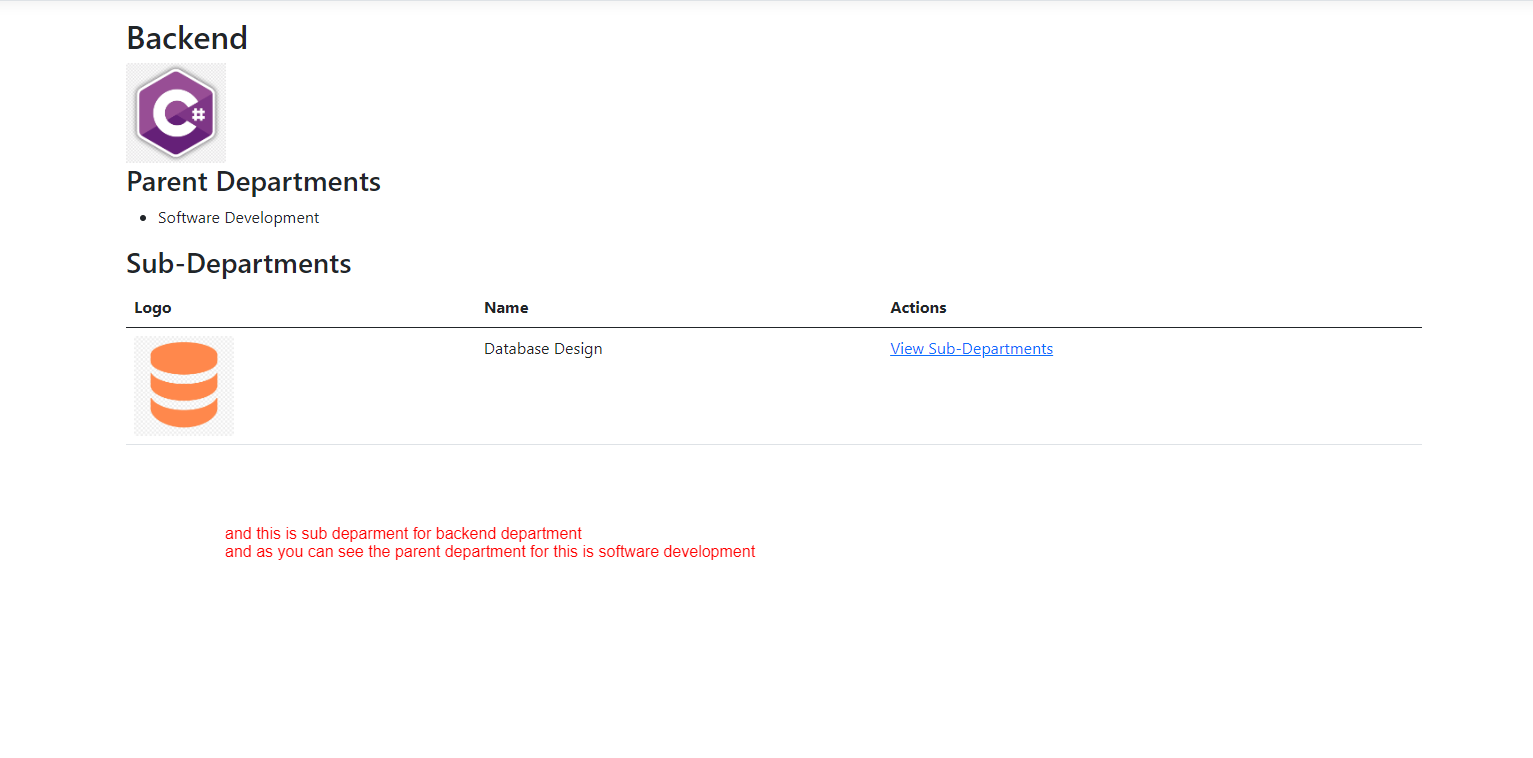 Backend
C#
Parent Departments
• Software Development
Sub-Departments
Logo Name Actions
Database Design View Sub-Departments
and this is sub deparment for backend department
and as you can see the parent department for this is software development